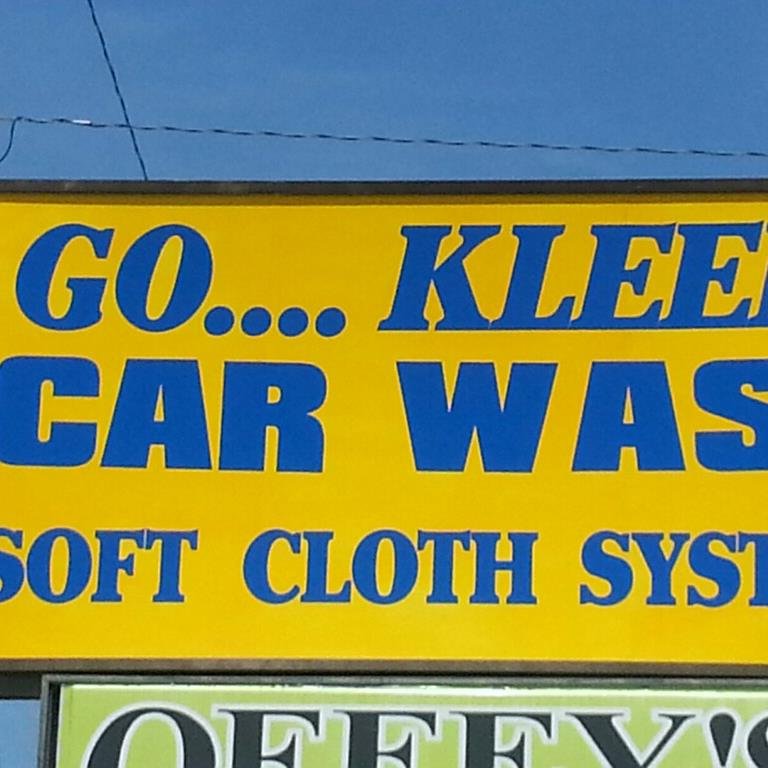 GO.... KLEE
CAR WAS
SOFT CLOTH SYST
OFFEY'S